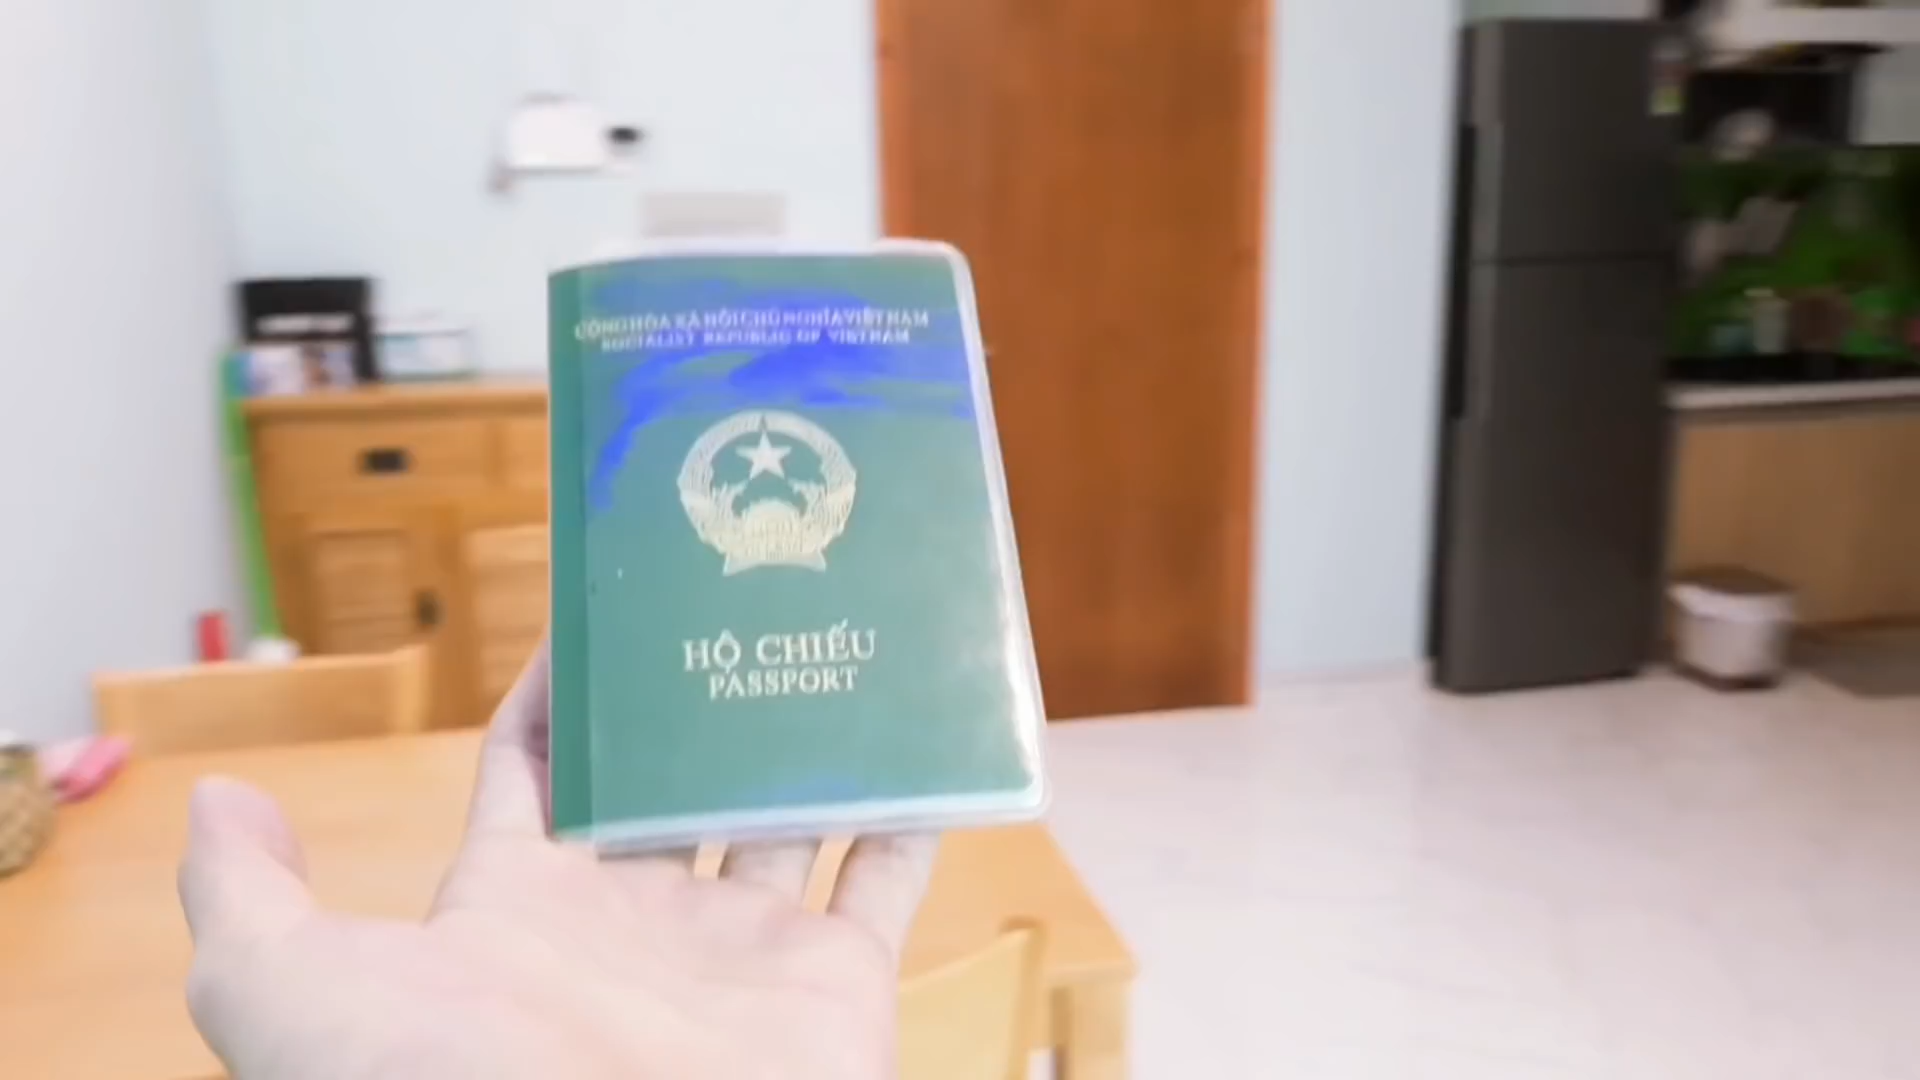 CỘNG HÒA XÃ HỘI CHỦ NGHĨA VIỆT NAM
SOCIALIST REPUBLIC OF VIETNAM
HỘ CHIẾU
PASSPORT